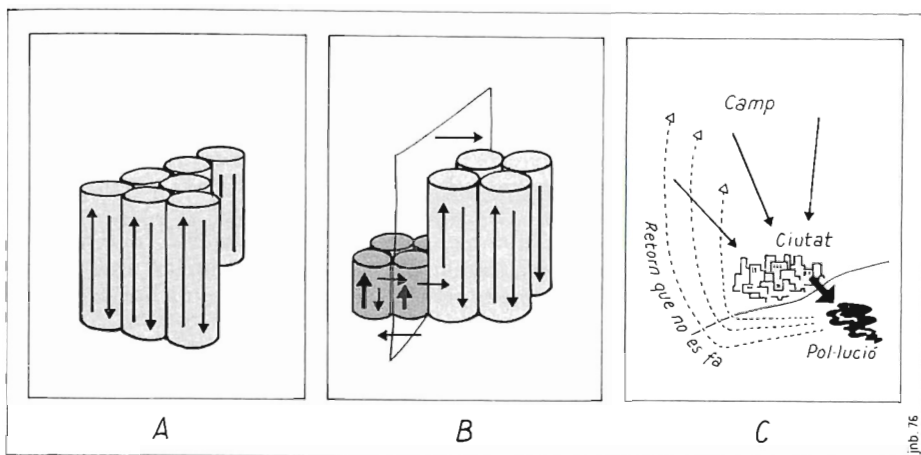 Camp
Ciutat
Retorn que no es fa
Pol·lució
A
B
C
jnb.76